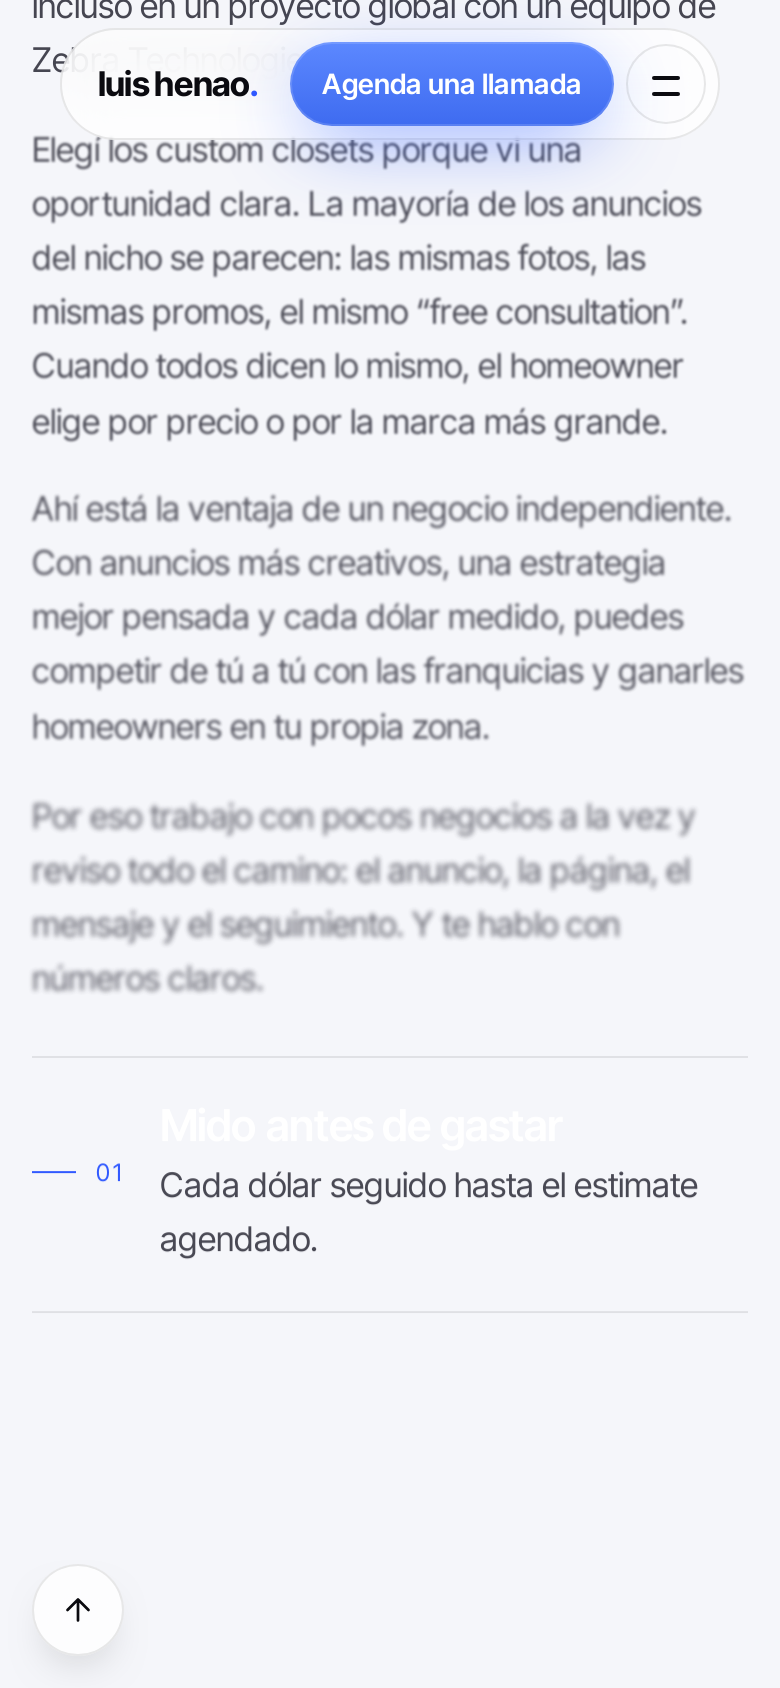 incluso en un proyecto global con un equipo de
Zebra Technologie
luis henao.
Agenda una llamada
Elegí los custom closets porque vi una
oportunidad clara. La mayoría de los anuncios
del nicho se parecen: las mismas fotos, las
mismas promos, el mismo “free consultation”.
Cuando todos dicen lo mismo, el homeowner
elige por precio o por la marca más grande.
Ahí está la ventaja de un negocio independiente.
Con anuncios más creativos, una estrategia
mejor pensada y cada dólar medido, puedes
competir de tú a tú con las franquicias y ganarles
homeowners en tu propia zona.
Por eso trabajo con pocos negocios a la vez y
reviso todo el camino: el anuncio, la página, el
mensaje y el seguimiento. Y te hablo con
números claros.
Mido antes de gastar
01
Cada dólar seguido hasta el estimate
agendado.